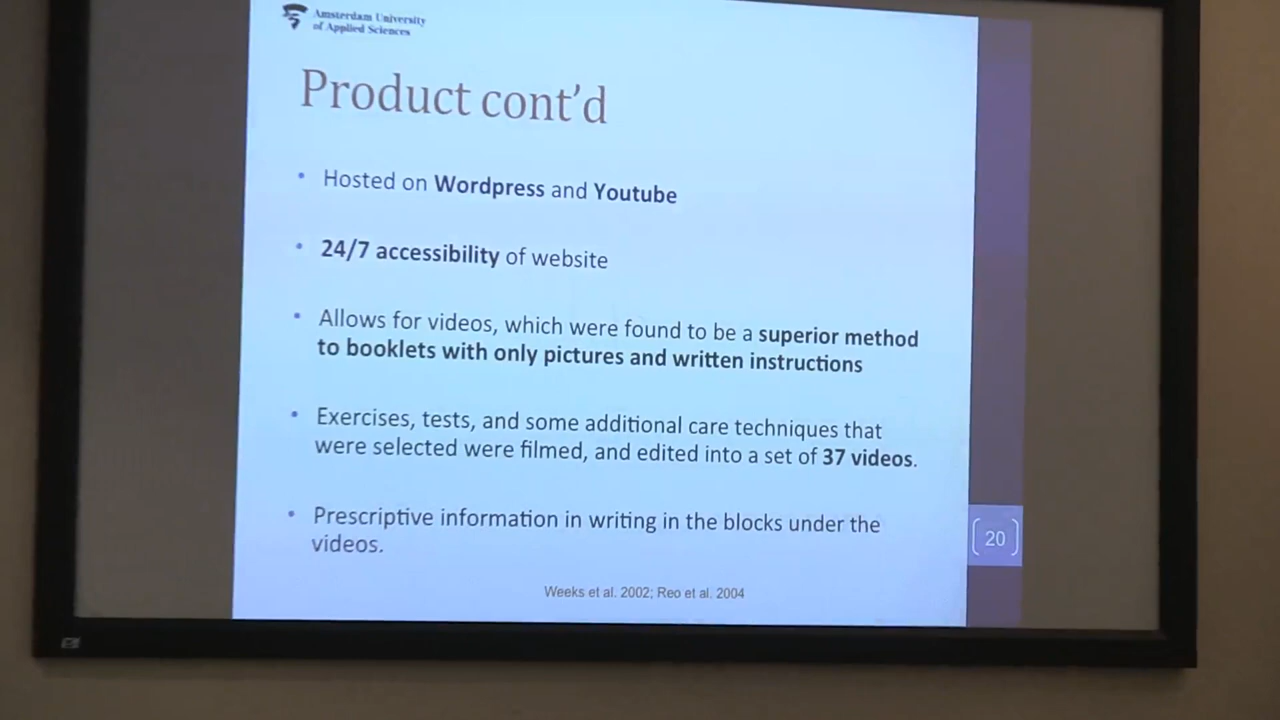 Amsterdam University
of Applied Sciences
Product cont'd
• Hosted on Wordpress and Youtube
• 24/7 accessibility of website
• Allows for videos, which were found to be a superior method
to booklets with only pictures and written instructions
• Exercises, tests, and some additional care techniques that
were selected were filmed, and edited into a set of 37 videos.
• Prescriptive information in writing in the blocks under the
videos.
[20]
Weeks et al. 2002; Reo et al. 2004